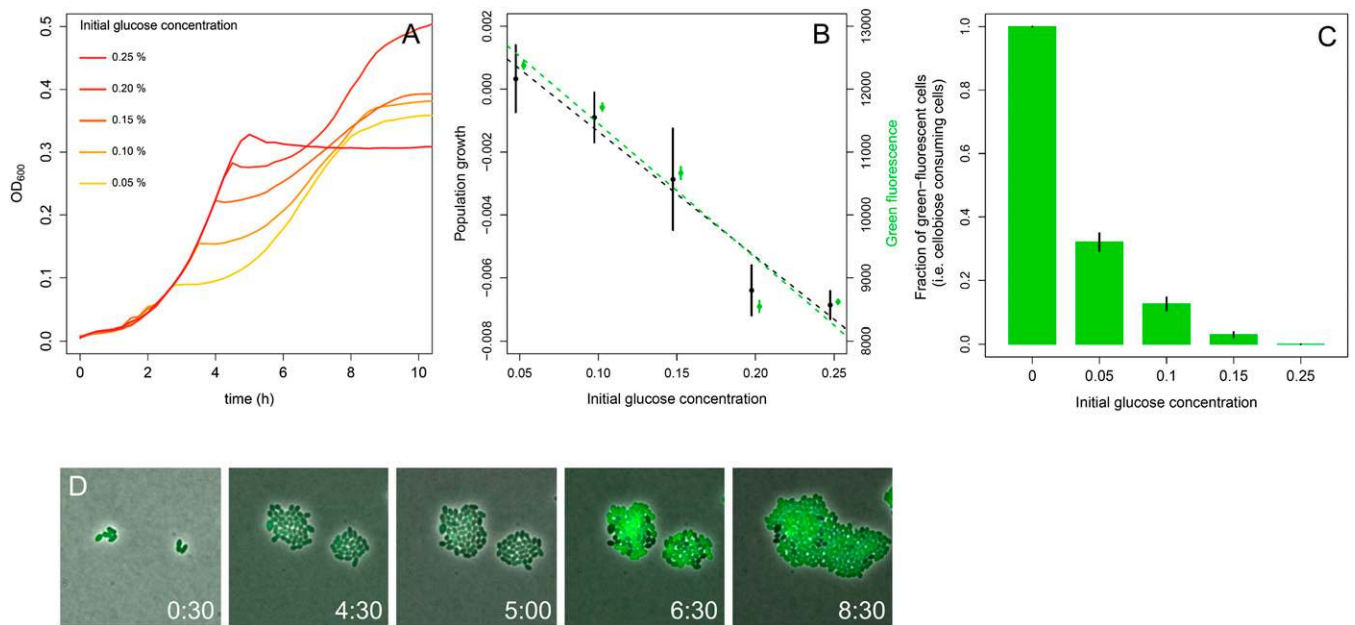 A
Initial glucose concentration
0.25 %
0.20 %
0.15 %
0.10 %
0.05 %
OD600
0.5
0.4
0.3
0.2
0.1
0.0
0 2 4 6 8 10
time (h)
B
Population growth
0.002
0.000
−0.002
−0.004
−0.006
−0.008
Green fluorescence
13000
12000
11000
10000
9000
8000
0.05 0.10 0.15 0.20 0.25
Initial glucose concentration
C
Fraction of green−fluorescent cells
(i.e. cellobiose consuming cells)
1.0
0.8
0.6
0.4
0.2
0.0
0 0.05 0.1 0.15 0.25
Initial glucose concentration
D
0:30 4:30 5:00 6:30 8:30